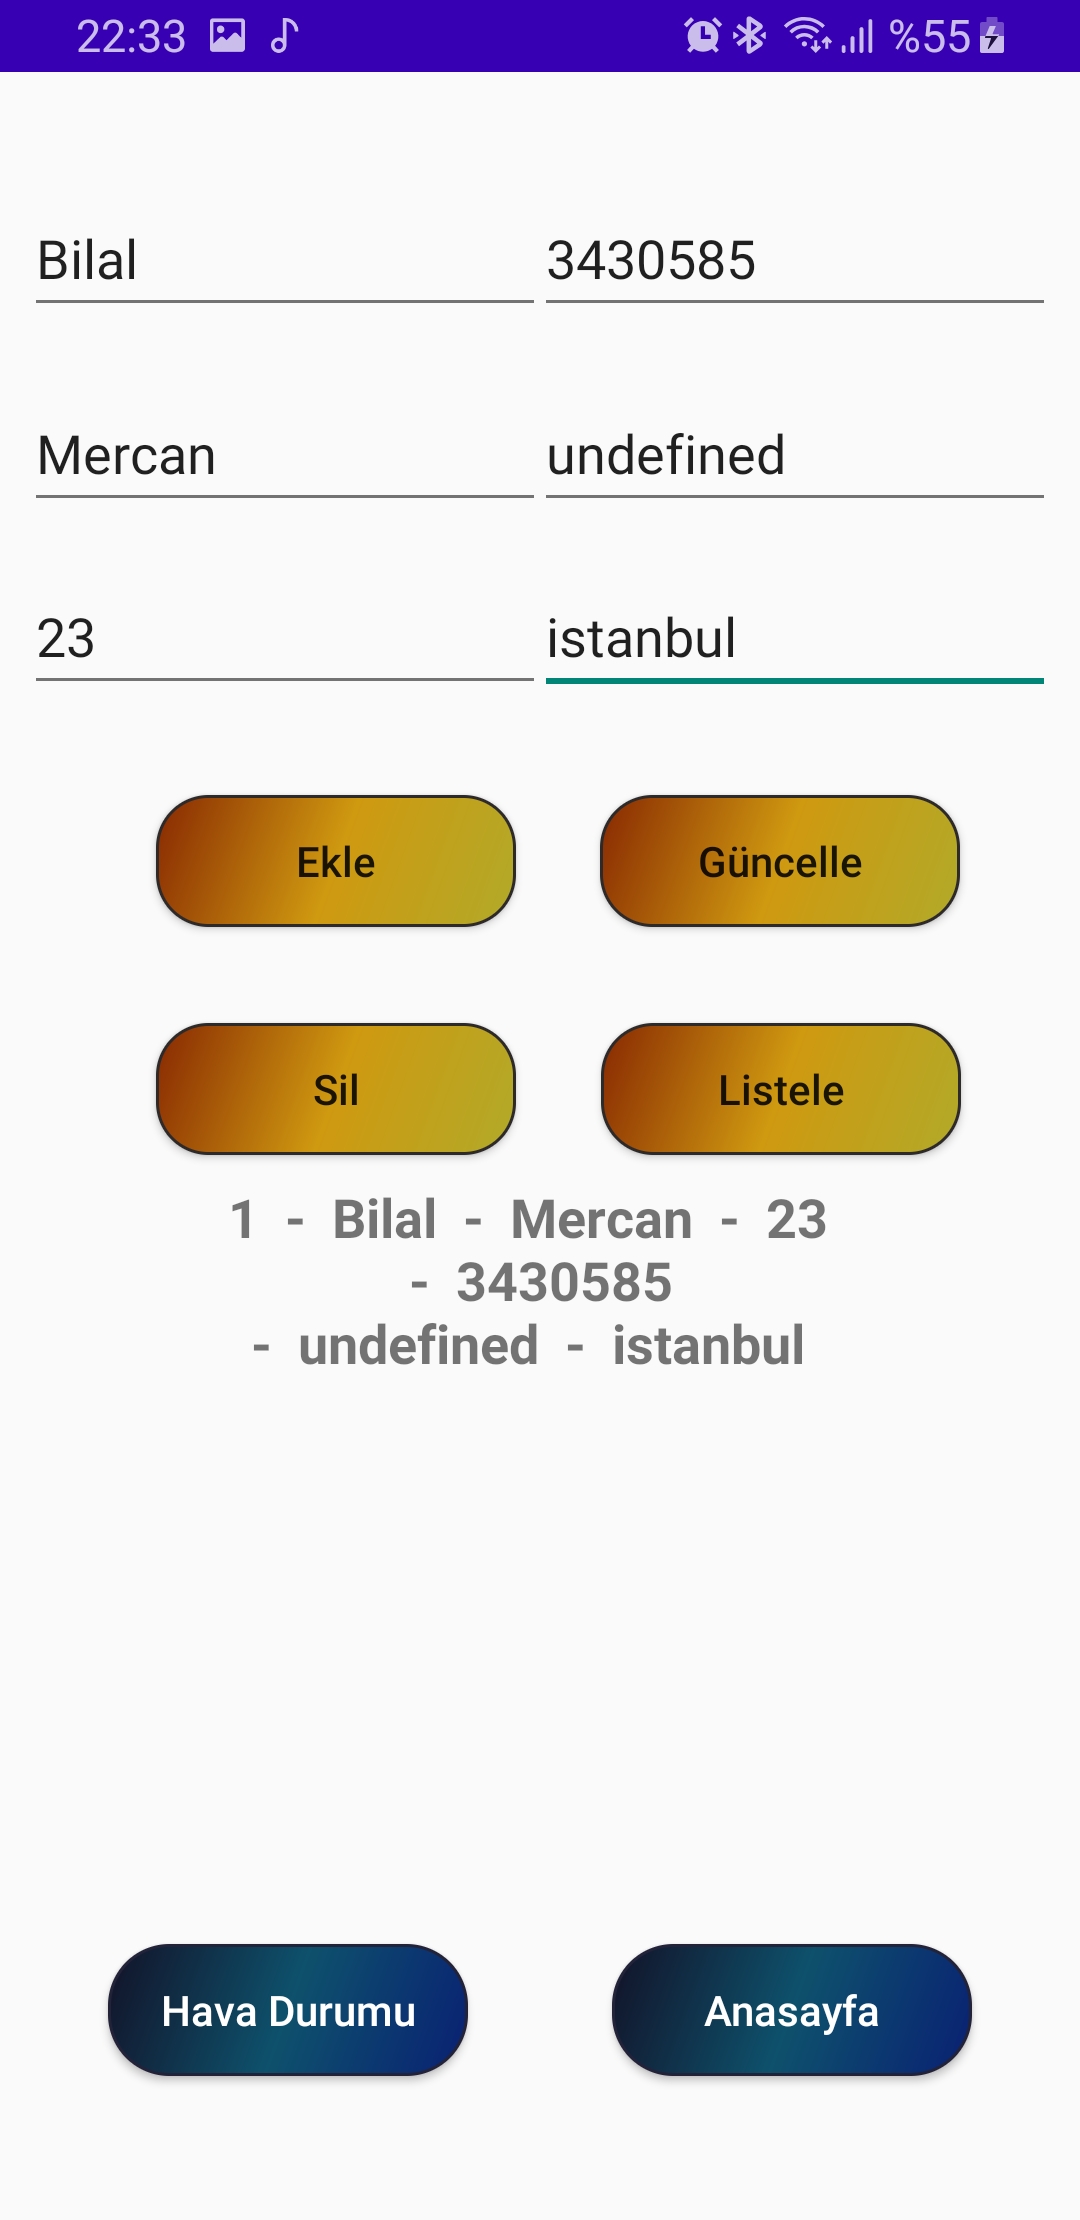 22:33 %55
Bilal 3430585
Mercan undefined
23 istanbul
Ekle Güncelle
Sil Listele
1 - Bilal - Mercan - 23
- 3430585
- undefined - istanbul
Hava Durumu Anasayfa